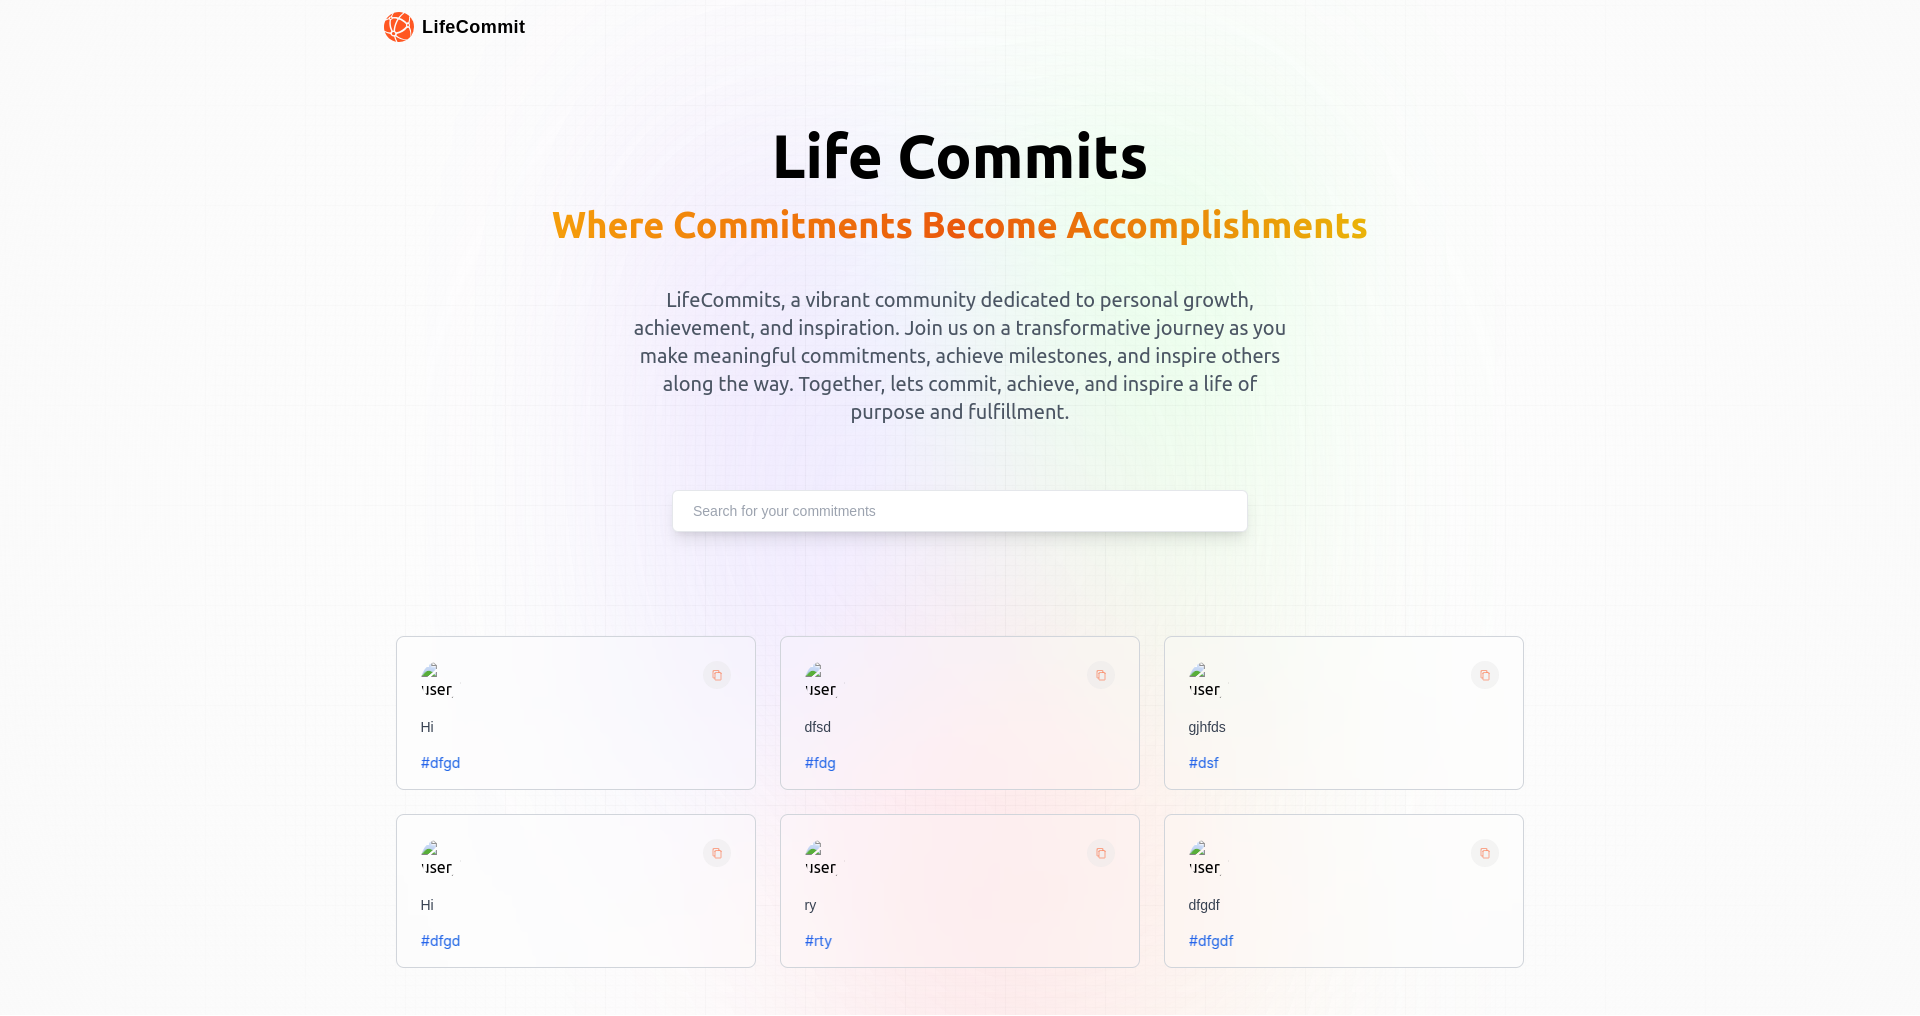 LifeCommit
Life Commits
Where Commitments Become Accomplishments
LifeCommits, a vibrant community dedicated to personal growth,
achievement, and inspiration. Join us on a transformative journey as you
make meaningful commitments, achieve milestones, and inspire others
along the way. Together, lets commit, achieve, and inspire a life of
purpose and fulfillment.
Search for your commitments
user
Hi
#dfgd
user
dfsd
#fdg
user
gjhfds
#dsf
user
Hi
#dfgd
user
ry
#rty
user
dfgdf
#dfgdf